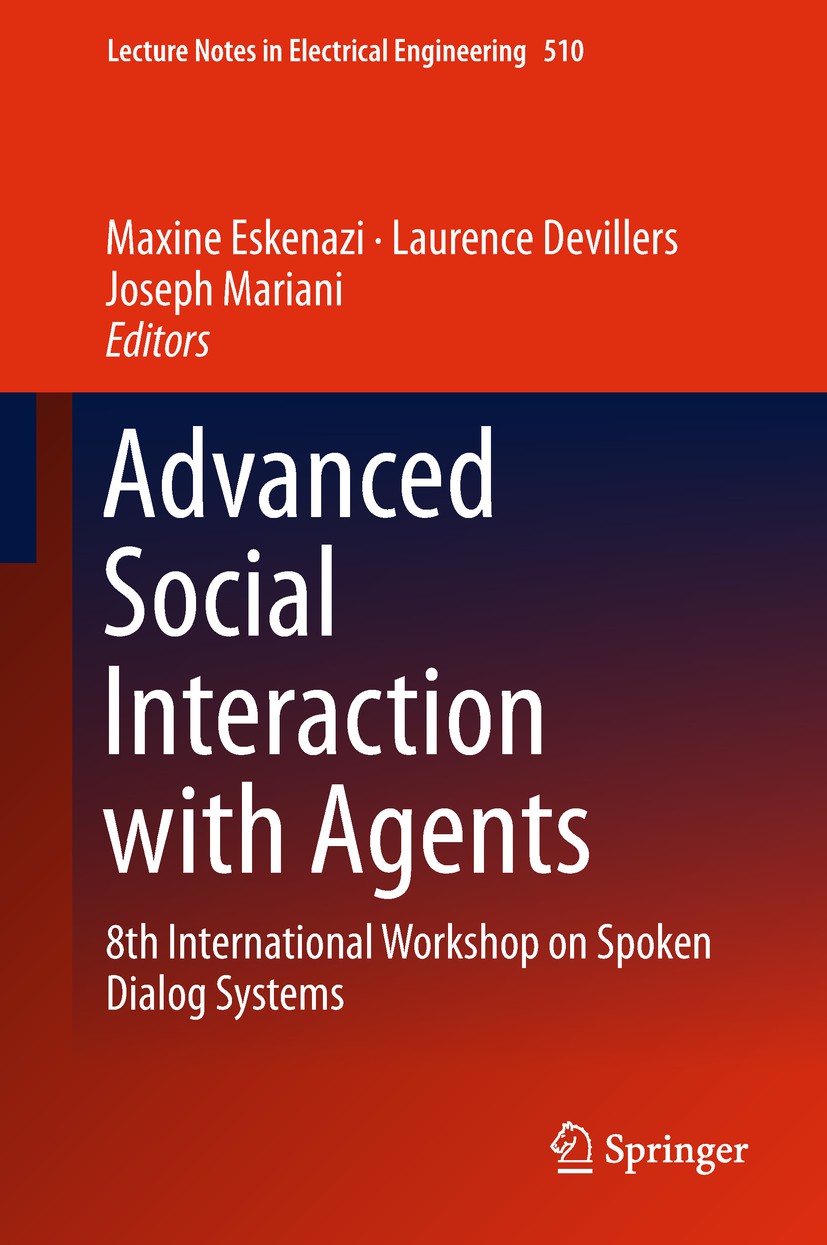 Lecture Notes in Electrical Engineering 510
Maxine Eskenazi · Laurence Devillers
Joseph Mariani
Editors
Advanced
Social
Interaction
with Agents
8th International Workshop on Spoken
Dialog Systems
Springer